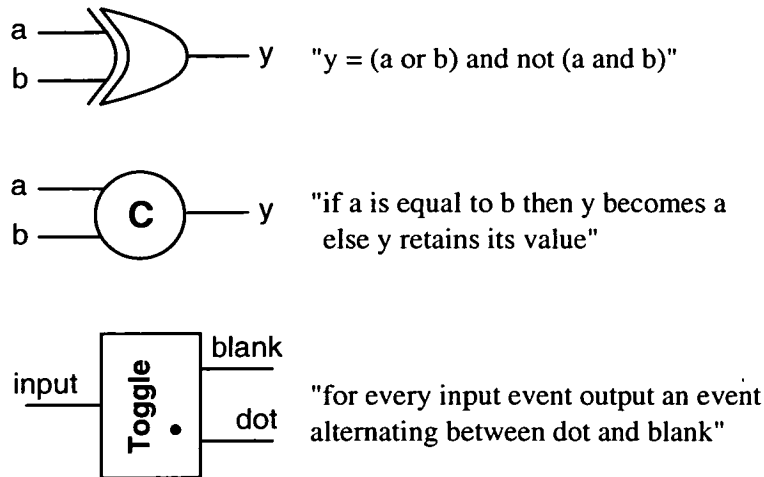 a
b
y
"y = (a or b) and not (a and b)"
a
b
C
y
"if a is equal to b then y becomes a
else y retains its value"
input
Toggle
blank
dot
"for every input event output an event
alternating between dot and blank"